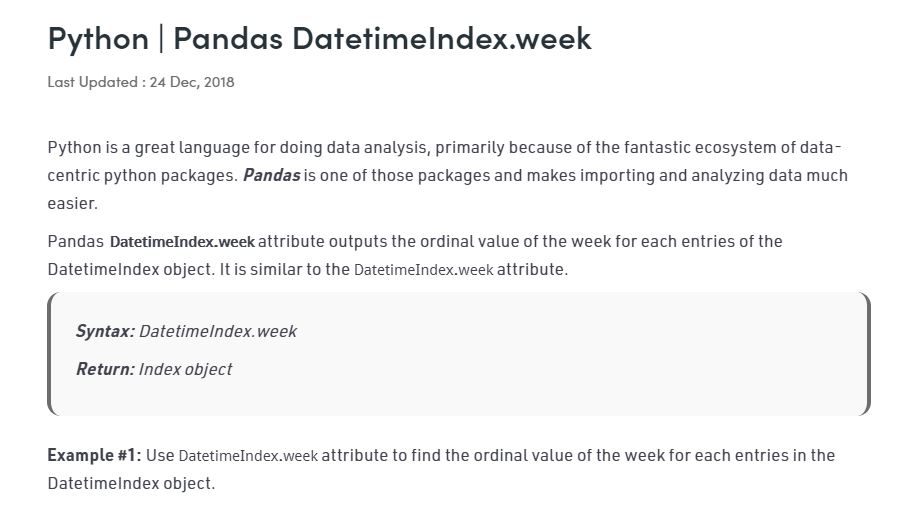 Python | Pandas DatetimeIndex.week
Last Updated : 24 Dec, 2018
Python is a great language for doing data analysis, primarily because of the fantastic ecosystem of data-
centric python packages. Pandas is one of those packages and makes importing and analyzing data much
easier.
Pandas DatetimeIndex.week attribute outputs the ordinal value of the week for each entries of the
DatetimeIndex object. It is similar to the DatetimeIndex.week attribute.
Syntax: DatetimeIndex.week
Return: Index object
Example #1: Use DatetimeIndex.week attribute to find the ordinal value of the week for each entries in the
DatetimeIndex object.